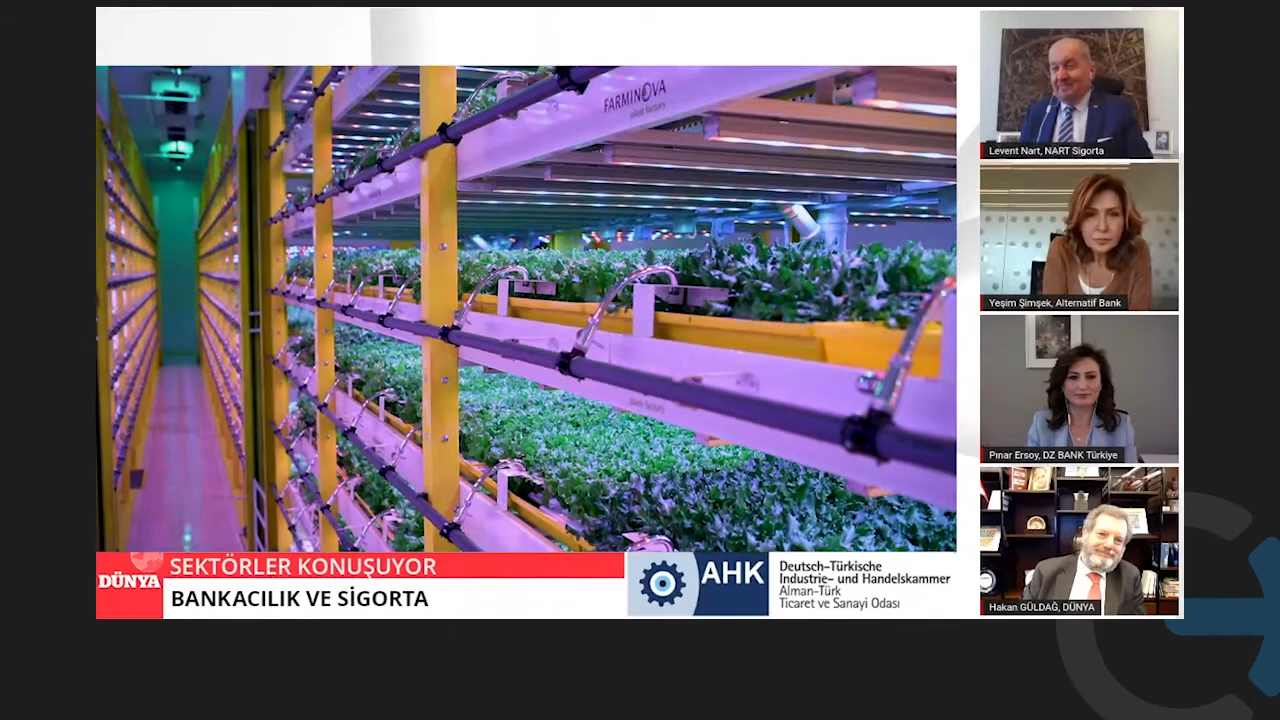 FARMINOVA
plant factory
plant factory
Levent Nart, NART Sigorta
Yeşim Şimşek, Alternatif Bank
Pınar Ersoy, DZ BANK Türkiye
Hakan GÜLDAĞ, DÜNYA
DÜNYA
SEKTÖRLER KONUŞUYOR
BANKACILIK VE SİGORTA
AHK
Deutsch-Türkische
Industrie- und Handelskammer
Alman-Türk
Ticaret ve Sanayi Odası